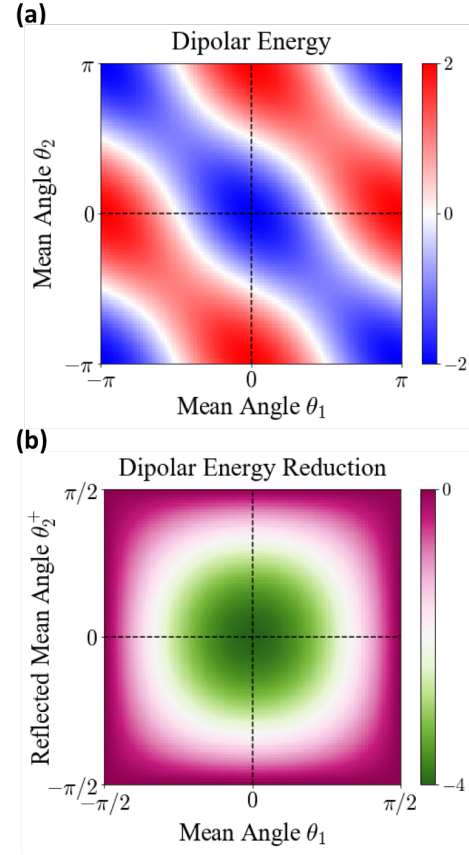 (a)
Dipolar Energy
π
2
Mean Angle θ₂
0
0
−π
−2
−π
0
π
Mean Angle θ₁
(b)
Dipolar Energy Reduction
π/2
0
Reflected Mean Angle θ₂⁺
0
−π/2
−4
−π/2
0
π/2
Mean Angle θ₁